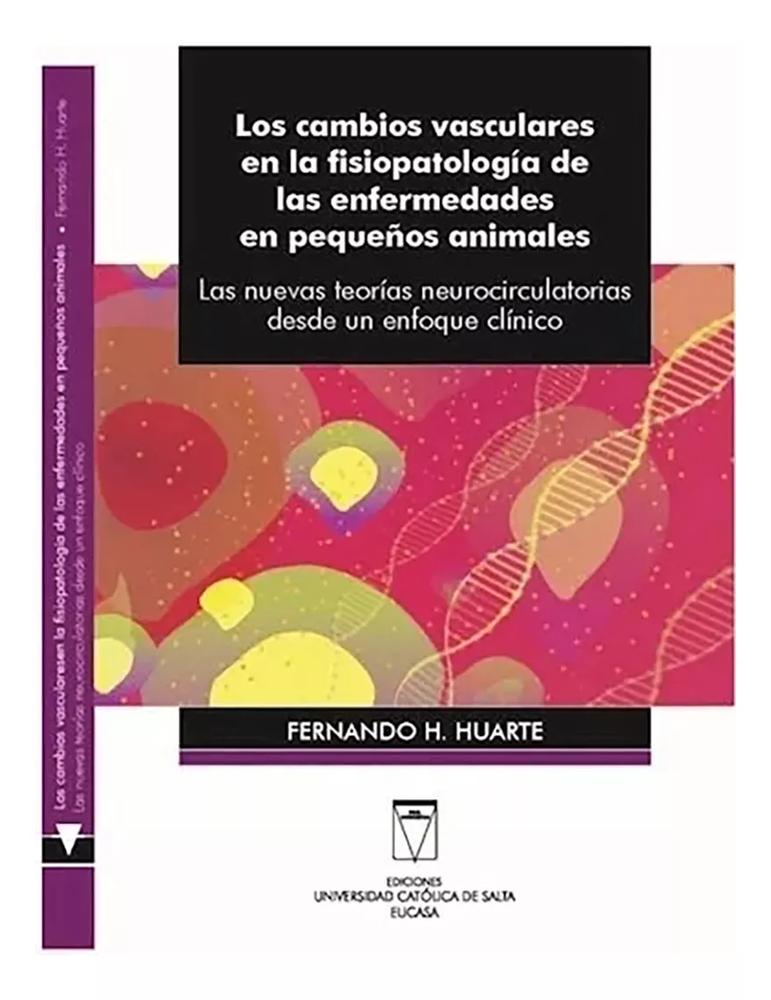 Los cambios vasculares
en la fisiopatología de
las enfermedades
en pequeños animales
Las nuevas teorías neurocirculatorias
desde un enfoque clínico
FERNANDO H. HUARTE
EDICIONES
UNIVERSIDAD CATÓLICA DE SALTA
EUCASA
Los cambios vascularesen la fisiopatología de las enfermedades en pequeños animales • Fernando H. Huarte
Las nuevas teorías neurocirculatorias desde un enfoque clínico